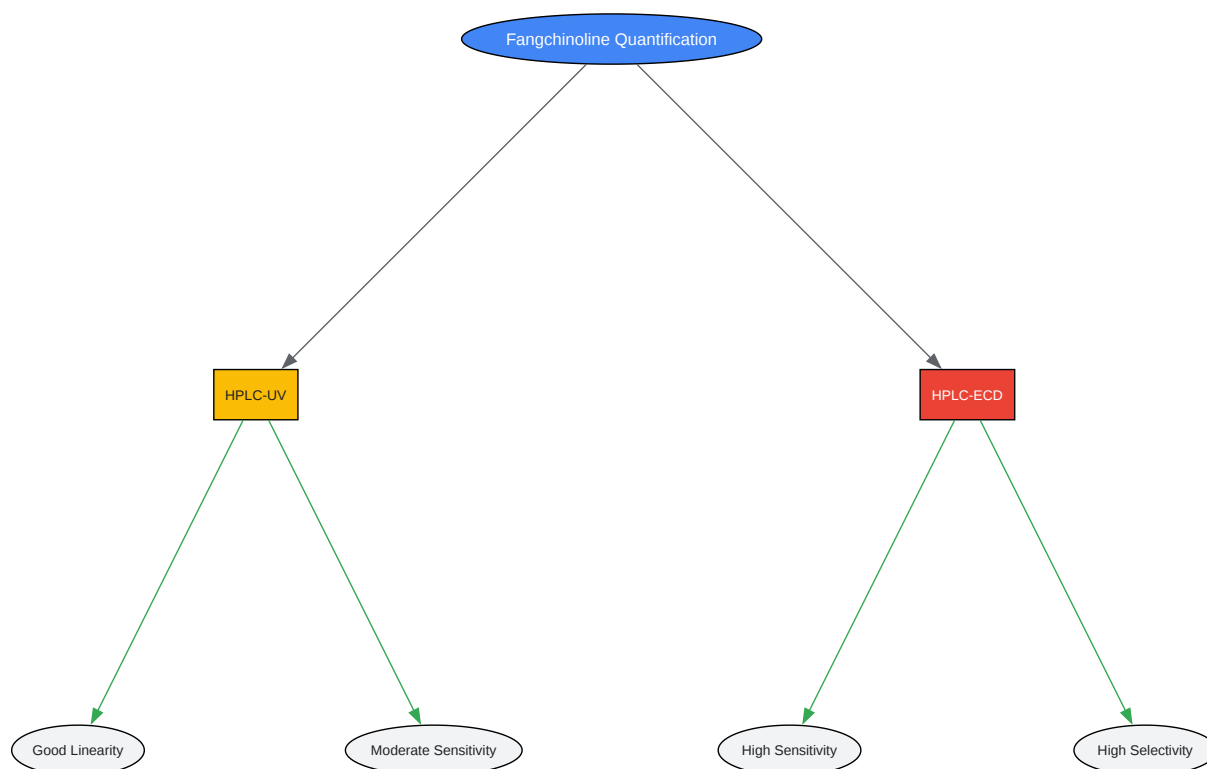 Fangchinoline Quantification
HPLC-UV
HPLC-ECD
Good Linearity
Moderate Sensitivity
High Sensitivity
High Selectivity